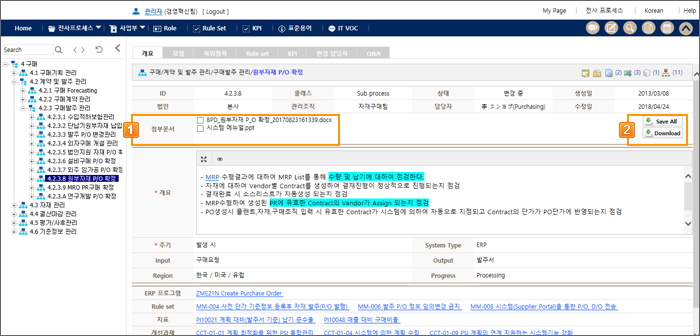 관리자 (경영혁신팀) [ Logout ]
My Page | 전사 프로세스 | Korean | Help
Home 전사프로세스 사업부 Role Rule Set KPI 표준용어 IT VOC
Search
4 구매
4.1 구매기획 관리
4.2 계약및 발주 관리
4.2.1 구매 Forecasting
4.2.2 구매계약 관리
4.2.3 구매발주 관리
4.2.3.1 수입적하보험관리
4.2.3.2 단납기원부자재 납입
4.2.3.3 발주 P/O 변경관리
4.2.3.4 외자구매 개설 관리
4.2.3.5 법인지원 자재 P/O
4.2.3.6 설비구매 P/O 확정
4.2.3.7 외주 임가공 P/O 확정
4.2.3.8 원부자재 P/O 확정
4.2.3.9 MRO PR구매 확정
4.2.3.A 연구개발 P/O 확정
4.3 자재 관리
4.4 결산마감 관리
4.5 평가/사후관리
4.6 기준정보 관리
개요 모델 하위항목 Rule set KPI 변경 담당자 Q&A
구매/계약 및 발주 관리/구매발주 관리/원부자재 P/O 확정
(2) (3) (1) (11)
ID 4.2.3.8 클래스 Sub process 상태 변경 중 생성일 2013/03/08
법인 본사 관리조직 자재구매팀 담당자 (Purchasing) 수정일 2018/04/24
1 첨부문서
BPD_원부자재 P_O 확정_20170823161339.docx
시스템 메뉴얼.ppt
2 Save All
Download
* 개요
- MRP 수행결과에 대하여 MRP List를 통해 수량 및 납기에 대하여 점검한다.
- 자재에 대하여 Vendor별 Contract를 생성하여 결재진행이 정상적으로 진행되는지 점검
- 결재완료 시 소스리스트가 자동생성 되는지 점검
- MRP수행하여 생성된 PR에 유효한 Contract의 Vendor가 Assign 되는지 점검
- PO생성시 플랜트,자재,구매조직 입력 시 유효한 Contract가 시스템에 의하여 자동으로 지정되고 Contract의 단가가 PO단가에 반영되는지 점검
* 주기 발생 시 System Type ERP
Input 구매요청 Output 발주서
Region 한국 / 미국 / 유럽 Progress Processing
ERP 프로그램 ZME21N Create Purchase Order
Rule set MM-004 사전 단가 기준정보 등록후 자재 발주(P/O 발행) MM-006 발주 P/O 정보 임의변경 금지 MM-008 시스템(Supplier Portal)을 통한 P/O, D/O 전송
지표 PI10021 계획 대비(발주서 기준) 납기 준수율 PI10048 매출 대비 구매비율
개선과제 CCT-01-01 계획 최적화를 위한 PSI 통합관리 CCT-01-04 시스템에 의한 계획 수립 CCT-01-09 PSI 계획의 연계 지원하는 시스템기능 강화